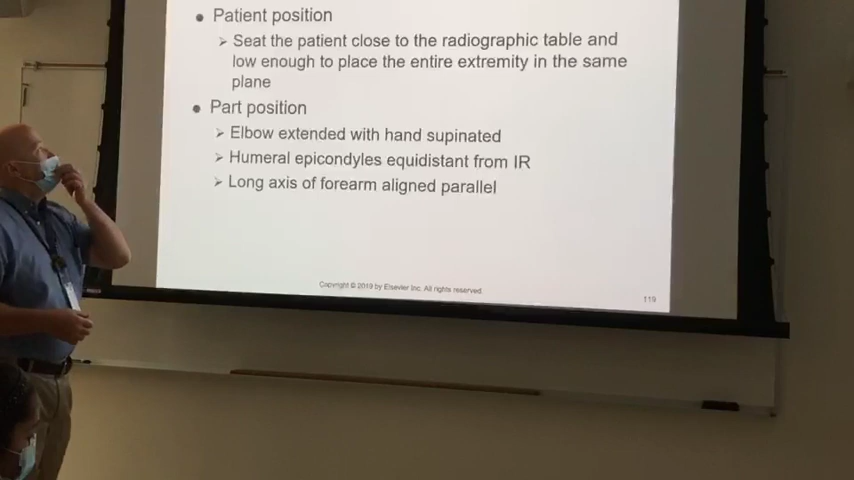 • Patient position
➢ Seat the patient close to the radiographic table and
low enough to place the entire extremity in the same
plane
• Part position
➢ Elbow extended with hand supinated
➢ Humeral epicondyles equidistant from IR
➢ Long axis of forearm aligned parallel
Copyright © 2019 by Elsevier Inc. All rights reserved.
119